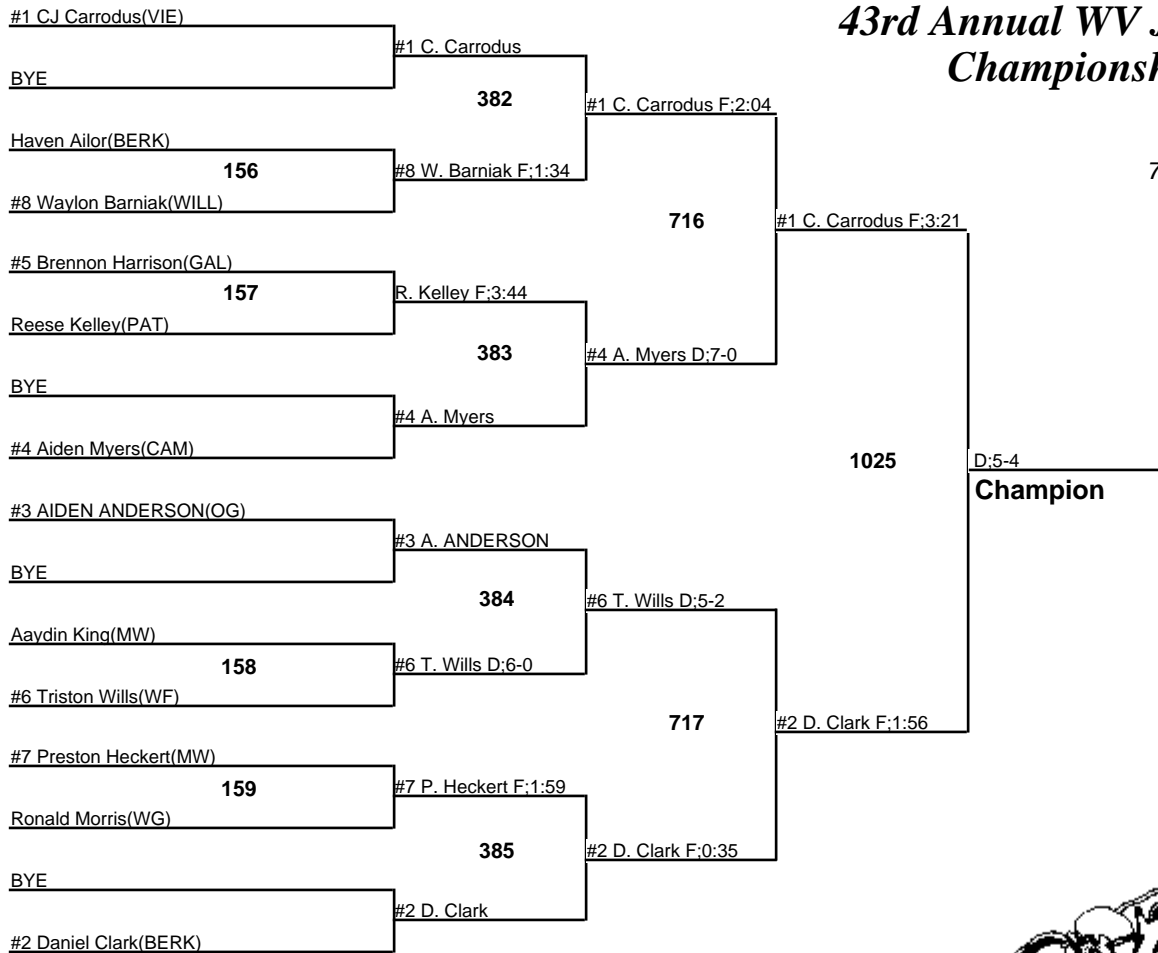 #1 CJ Carrodus(VIE)
43rd Annual WV
#1 C. Carrodus
Championsh
BYE
382
#1 C. Carrodus F;2:04
Haven Ailor(BERK)
156
#8 W. Barniak F;1:34
7
#8 Waylon Barniak(WILL)
716
#1 C. Carrodus F;3:21
#5 Brennon Harrison(GAL)
157
R. Kelley F;3:44
Reese Kelley(PAT)
383
#4 A. Myers D;7-0
BYE
#4 A. Myers
#4 Aiden Myers(CAM)
1025
D;5-4
Champion
#3 AIDEN ANDERSON(OG)
#3 A. ANDERSON
BYE
384
#6 T. Wills D;5-2
Aaydin King(MW)
158
#6 T. Wills D;6-0
#6 Triston Wills(WF)
717
#2 D. Clark F;1:56
#7 Preston Heckert(MW)
159
#7 P. Heckert F;1:59
Ronald Morris(WG)
385
#2 D. Clark F;0:35
BYE
#2 D. Clark
#2 Daniel Clark(BERK)